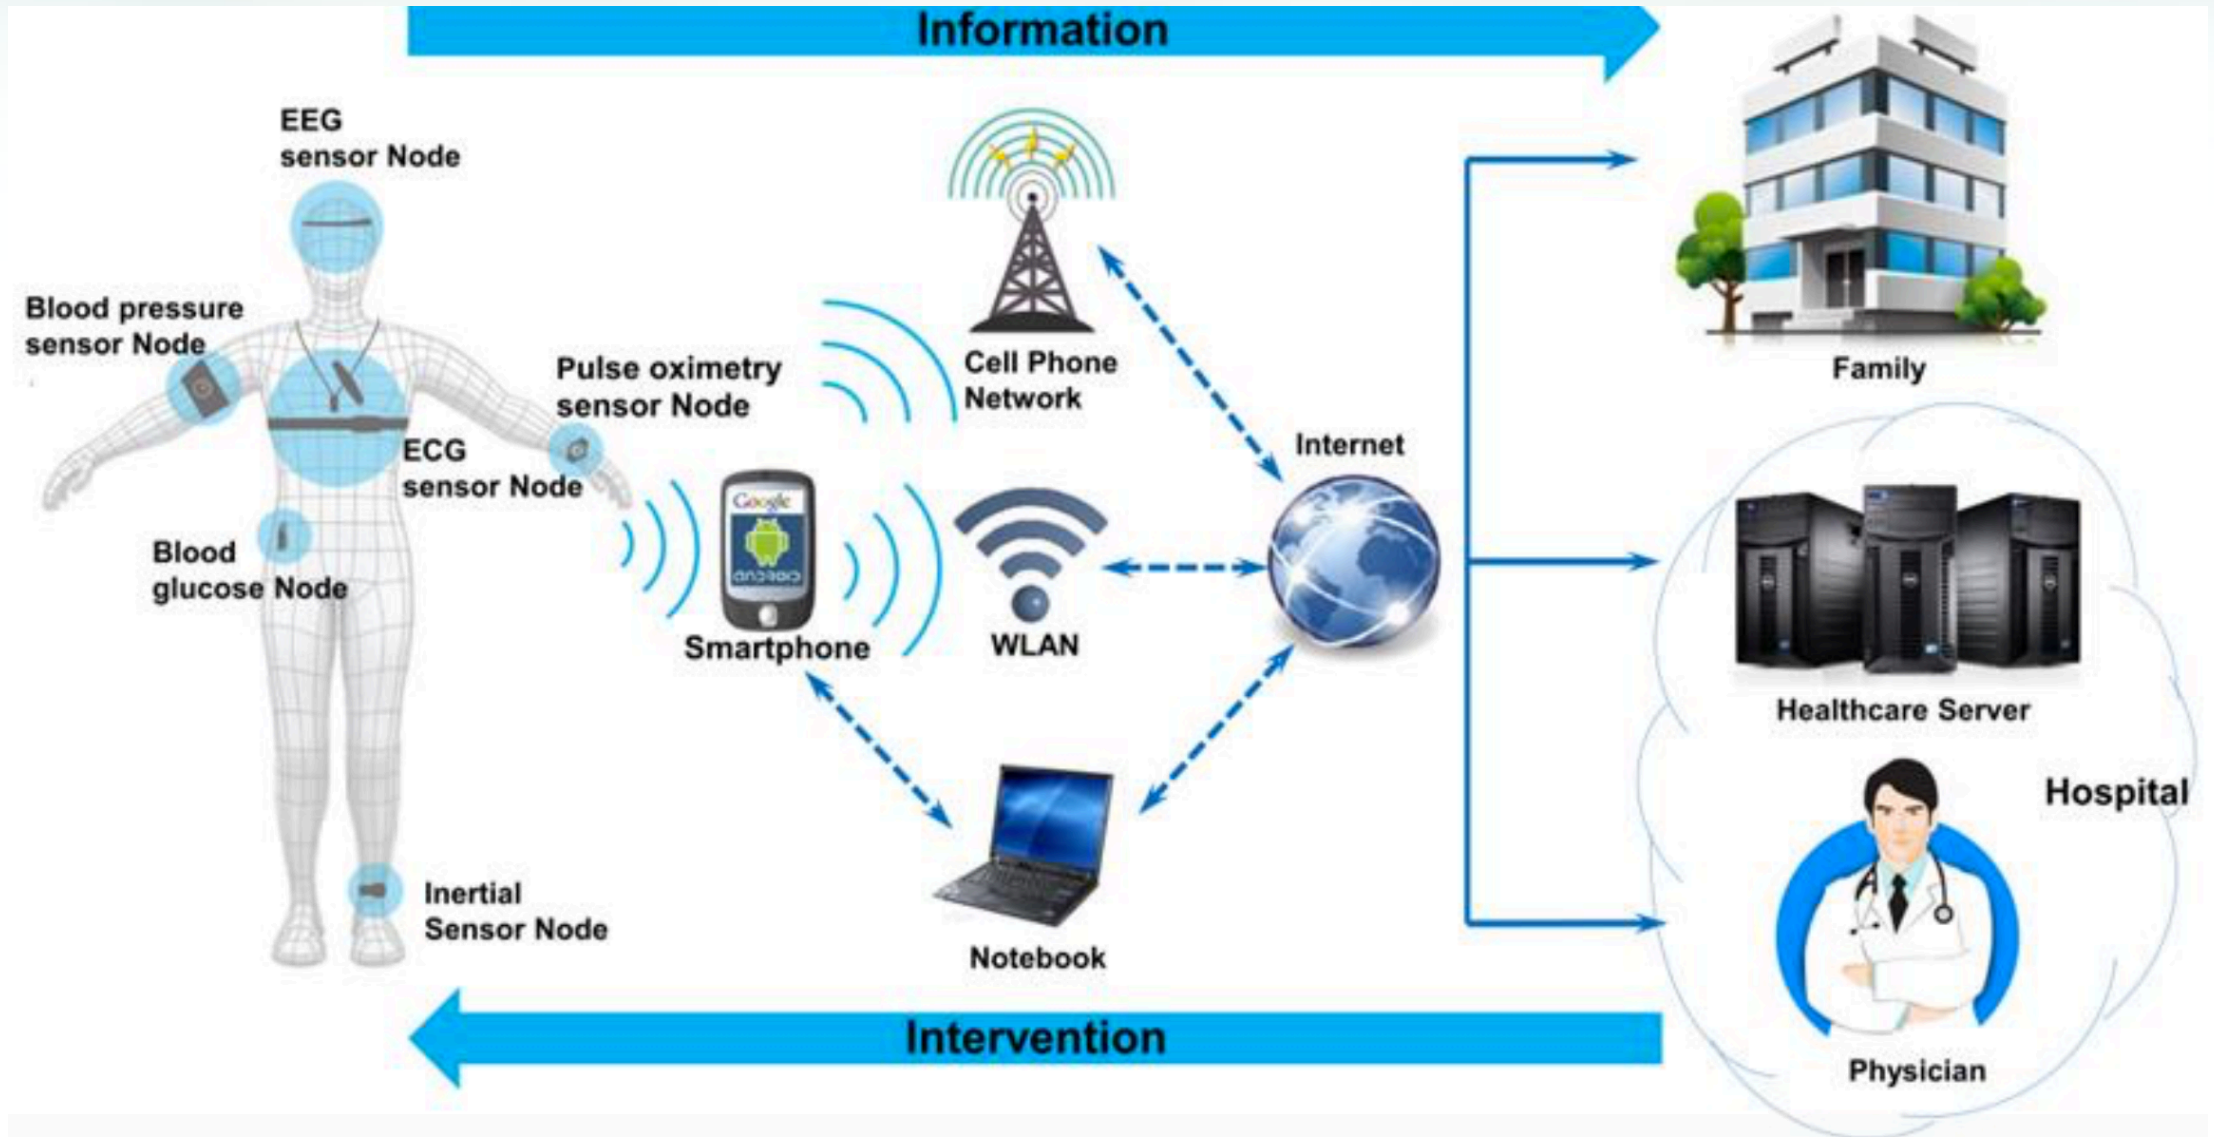 Information
EEG
sensor Node
Blood pressure
sensor Node
Pulse oximetry
sensor Node
ECG
sensor Node
Blood
glucose Node
Inertial
Sensor Node
Google
ANDROID
Smartphone
Cell Phone
Network
WLAN
Notebook
Internet
Family
Healthcare Server
Hospital
Physician
Intervention